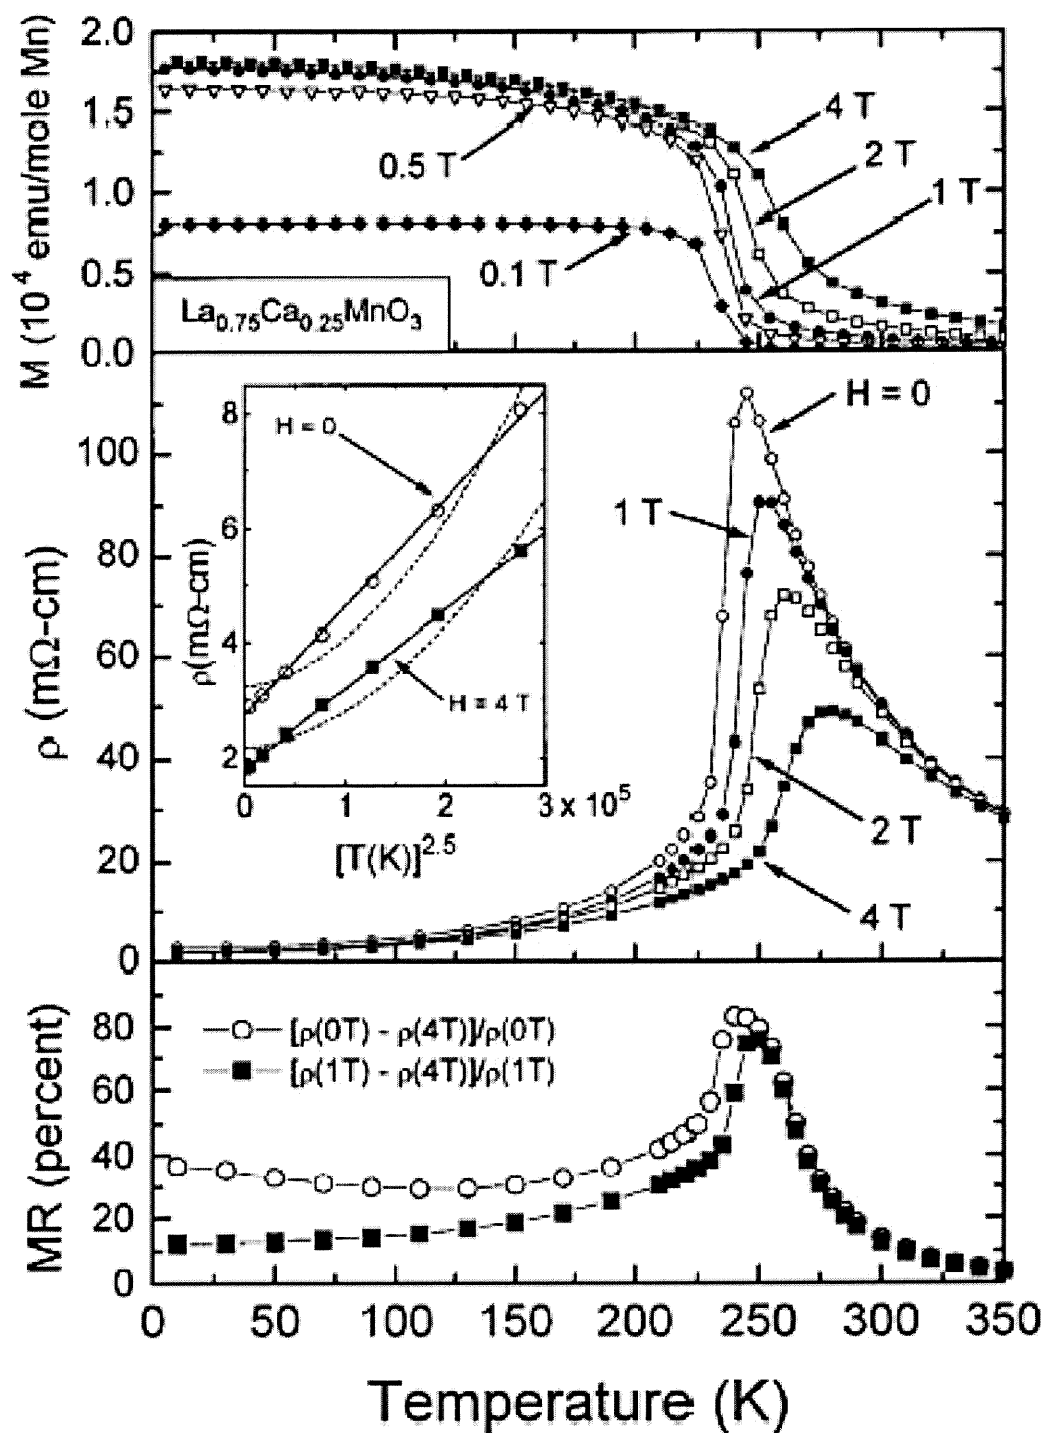 2.0
1.5
1.0
0.5
0.0
M (10⁴ emu/mole Mn)
4 T
2 T
1 T
0.5 T
0.1 T
La₀.₇₅Ca₀.₂₅MnO₃
100
80
60
40
20
0
ρ (mΩ-cm)
H = 0
1 T
2 T
4 T
8
6
4
2
ρ(mΩ-cm)
H = 0
H = 4 T
0 1 2 3 x 10⁵
[T(K)]²·⁵
80
60
40
20
0
MR (percent)
[ρ(0T) - ρ(4T)]/ρ(0T)
[ρ(1T) - ρ(4T)]/ρ(1T)
0 50 100 150 200 250 300 350
Temperature (K)